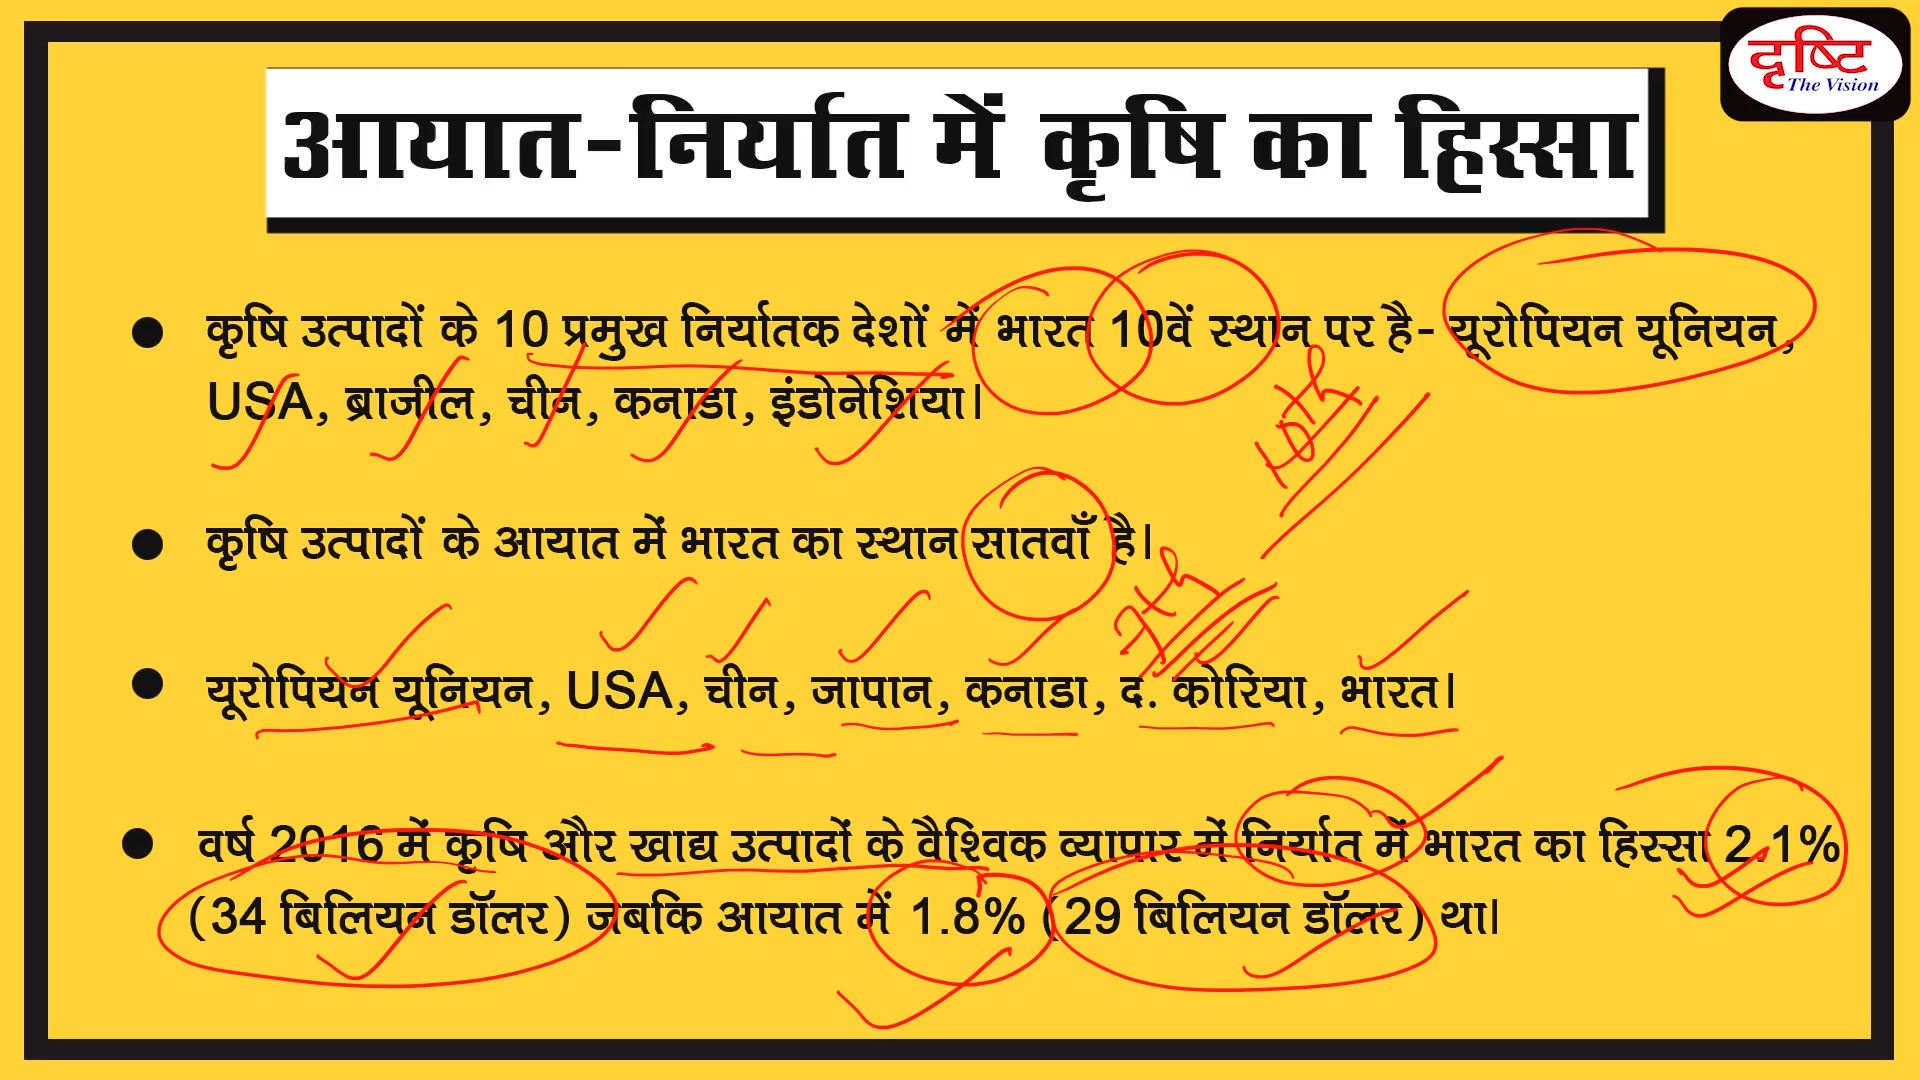 दृष्टि
The Vision
आयात-निर्यात में कृषि का हिस्सा
● कृषि उत्पादों के 10 प्रमुख निर्यातक देशों में भारत 10वें स्थान पर है- यूरोपियन यूनियन,
USA, ब्राजील, चीन, कनाडा, इंडोनेशिया।
10th
● कृषि उत्पादों के आयात में भारत का स्थान सातवाँ है।
7th
● यूरोपियन यूनियन, USA, चीन, जापान, कनाडा, द. कोरिया, भारत।
● वर्ष 2016 में कृषि और खाद्य उत्पादों के वैश्विक व्यापार में निर्यात में भारत का हिस्सा 2.1%
(34 बिलियन डॉलर) जबकि आयात में 1.8% (29 बिलियन डॉलर) था।